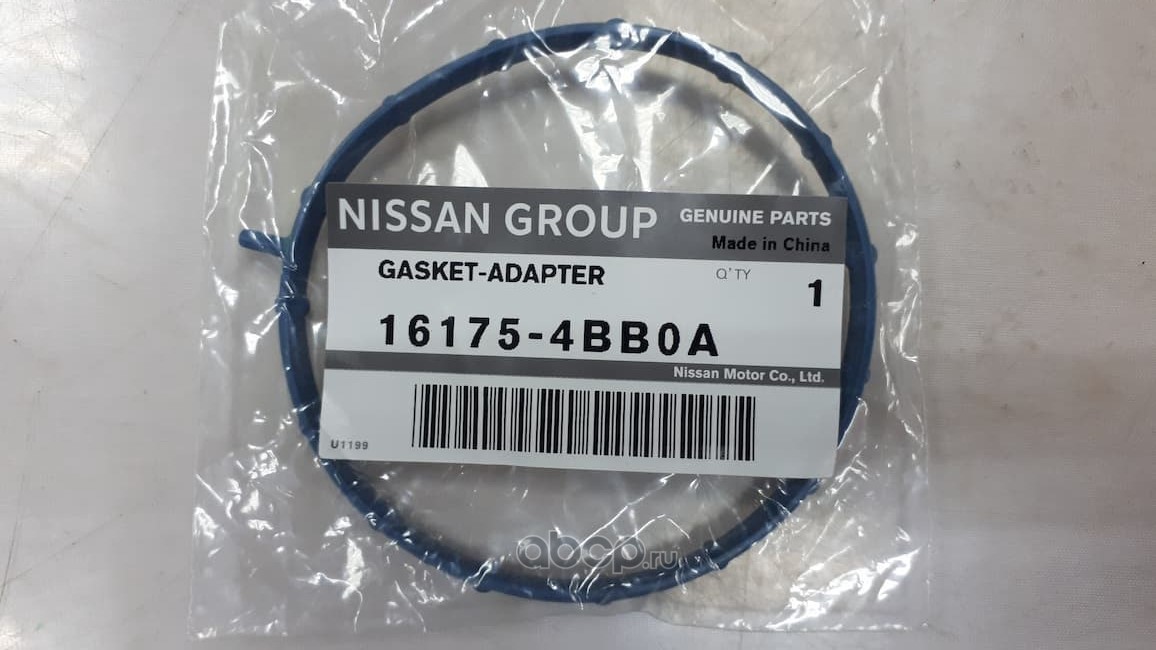 NISSAN GROUP GENUINE PARTS
Made in China
GASKET-ADAPTER Q'TY 1
16175-4BB0A
Nissan Motor Co., Ltd.
U1199
abcp.ru